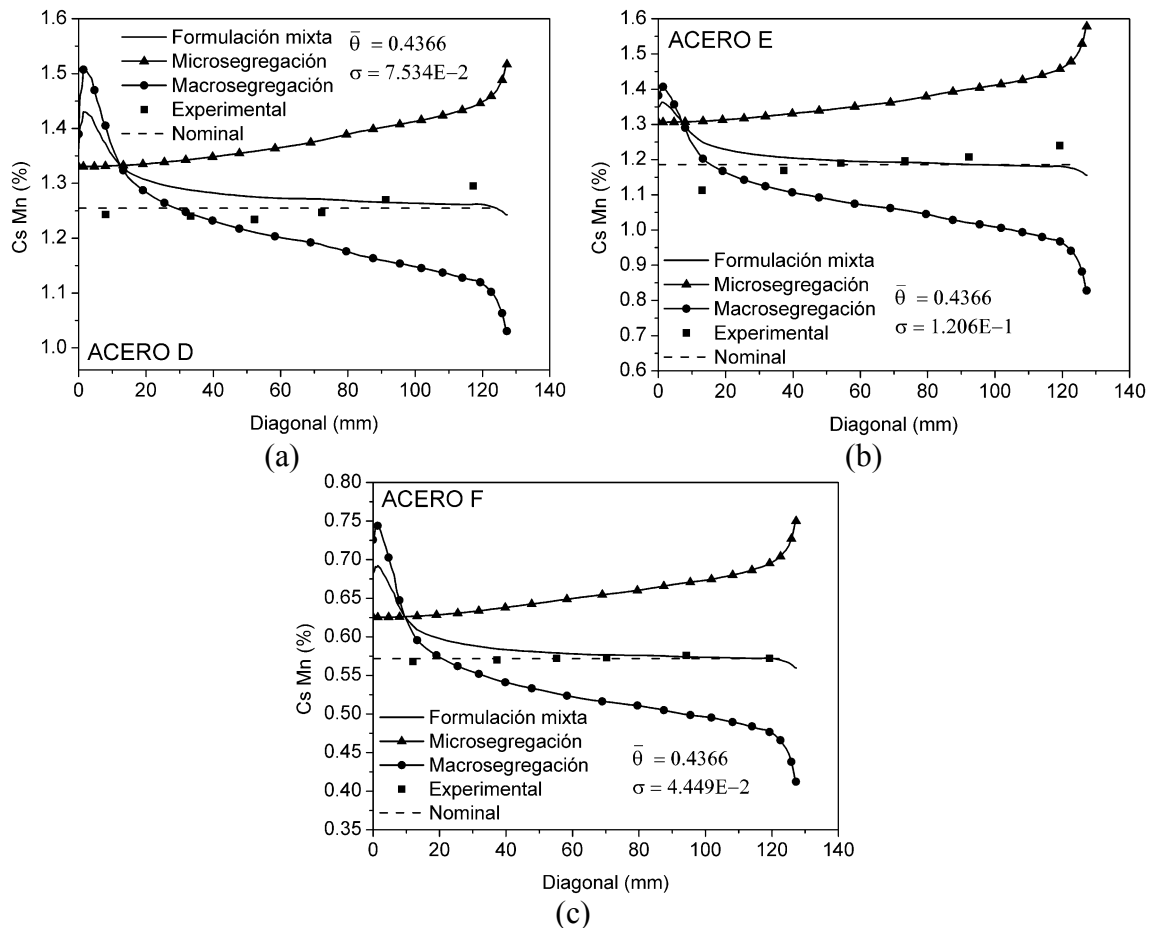 1.6
1.5
1.4
1.3
1.2
1.1
1.0
0 20 40 60 80 100 120 140
Cs Mn (%)
Diagonal (mm)
Formulación mixta
Microsegregación
Macrosegregación
Experimental
Nominal
θ̄ = 0.4366
σ = 7.534E−2
ACERO D
(a)
1.6
1.5
1.4
1.3
1.2
1.1
1.0
0.9
0.8
0.7
0.6
0 20 40 60 80 100 120 140
Cs Mn (%)
Diagonal (mm)
ACERO E
Formulación mixta
Microsegregación
Macrosegregación
Experimental
Nominal
θ̄ = 0.4366
σ = 1.206E−1
(b)
0.80
0.75
0.70
0.65
0.60
0.55
0.50
0.45
0.40
0.35
0 20 40 60 80 100 120 140
Cs Mn (%)
Diagonal (mm)
ACERO F
Formulación mixta
Microsegregación
Macrosegregación
Experimental
Nominal
θ̄ = 0.4366
σ = 4.449E−2
(c)